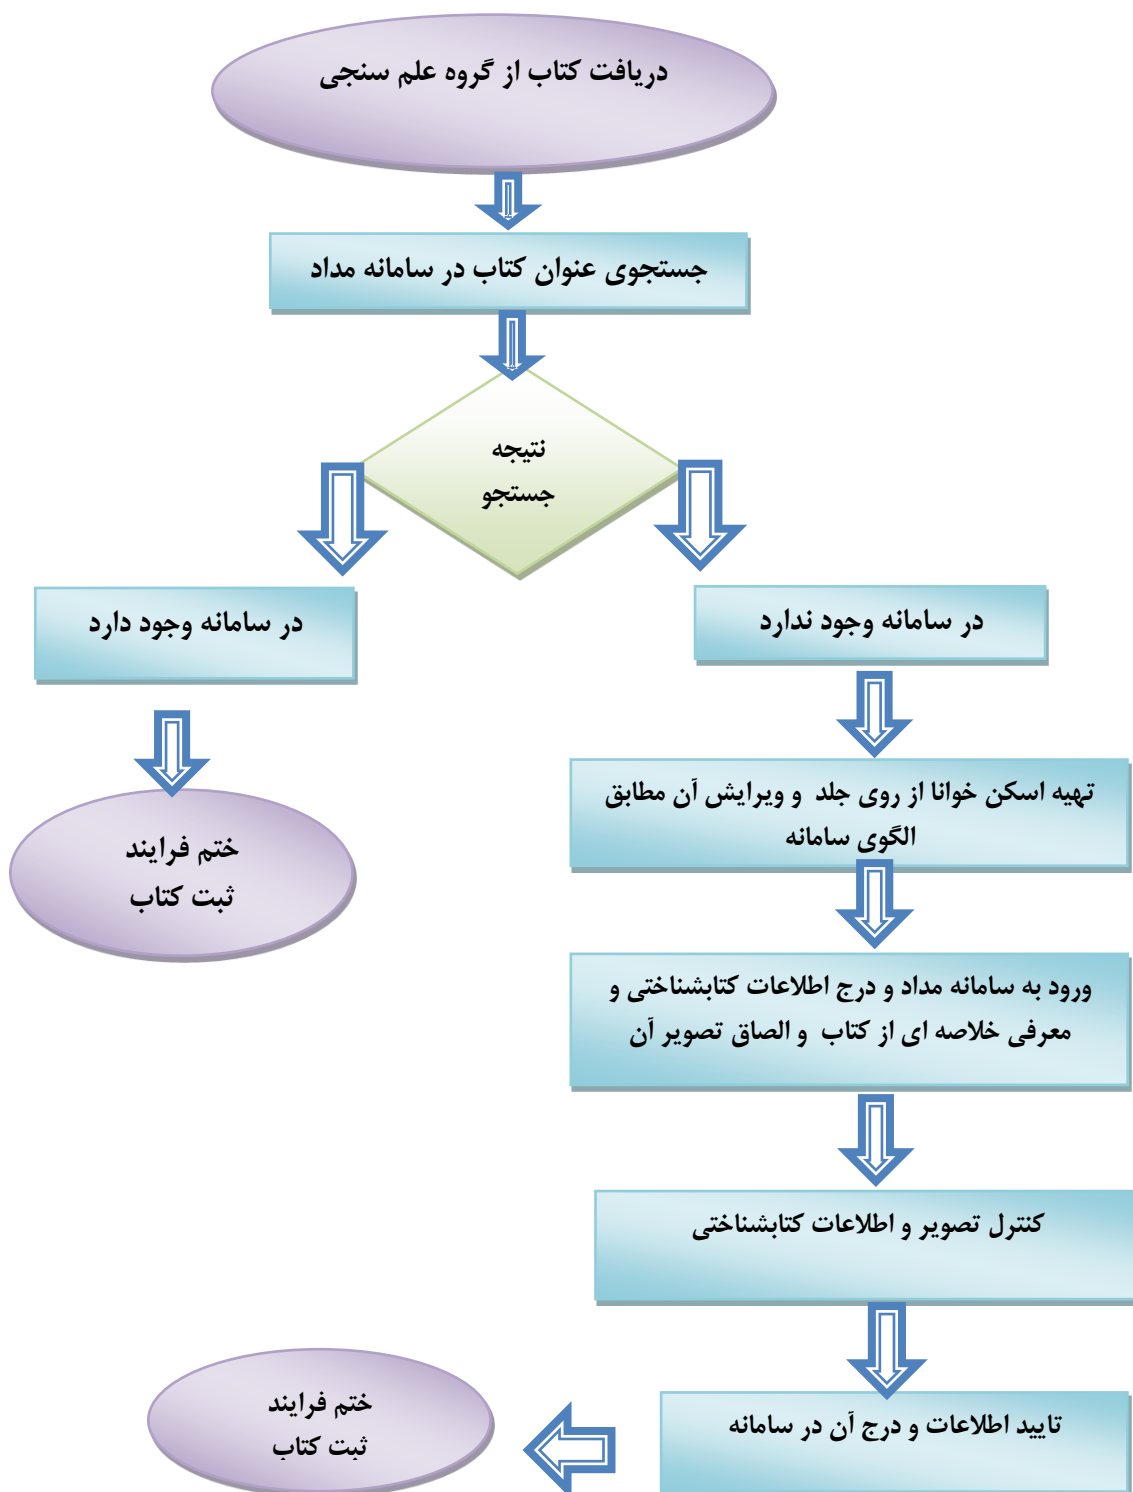 دریافت کتاب از گروه علم سنجی
جستجوی عنوان کتاب در سامانه مداد
نتیجه
جستجو
در سامانه وجود ندارد
در سامانه وجود دارد
تهیه اسکن خوانا از روی جلد و ویرایش آن مطابق
الگوی سامانه
ختم فرایند
ثبت کتاب
ورود به سامانه مداد و درج اطلاعات کتابشناختی و
معرفی خلاصه ای از کتاب و الصاق تصویر آن
کنترل تصویر و اطلاعات کتابشناختی
تایید اطلاعات و درج آن در سامانه
ختم فرایند
ثبت کتاب